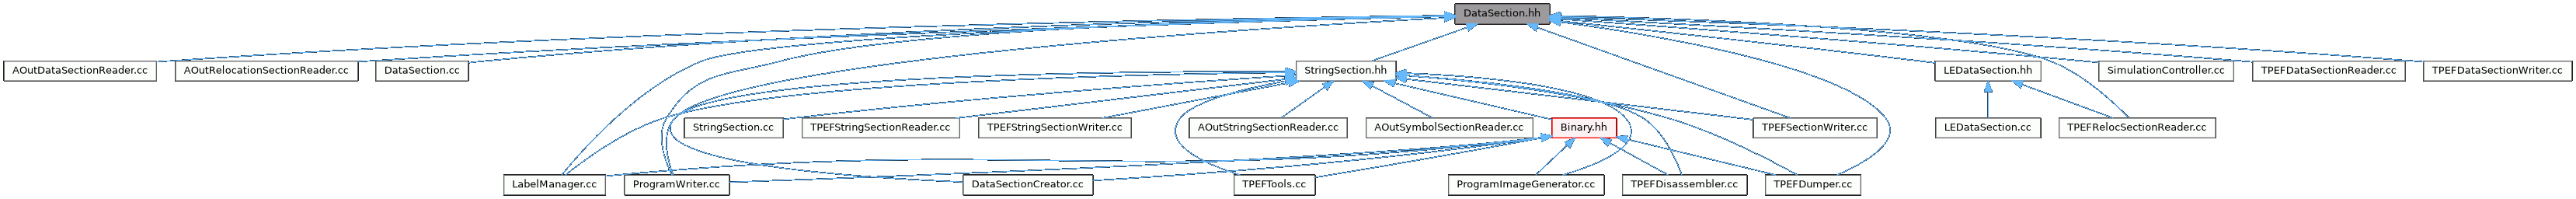 DataSection.hh
AOutDataSectionReader.cc
AOutRelocationSectionReader.cc
DataSection.cc
StringSection.hh
LEDataSection.hh
SimulationController.cc
TPEFDataSectionReader.cc
TPEFDataSectionWriter.cc
StringSection.cc
TPEFStringSectionReader.cc
TPEFStringSectionWriter.cc
AOutStringSectionReader.cc
AOutSymbolSectionReader.cc
Binary.hh
TPEFSectionWriter.cc
LEDataSection.cc
TPEFRelocSectionReader.cc
LabelManager.cc
ProgramWriter.cc
DataSectionCreator.cc
TPEFTools.cc
ProgramImageGenerator.cc
TPEFDisassembler.cc
TPEFDumper.cc